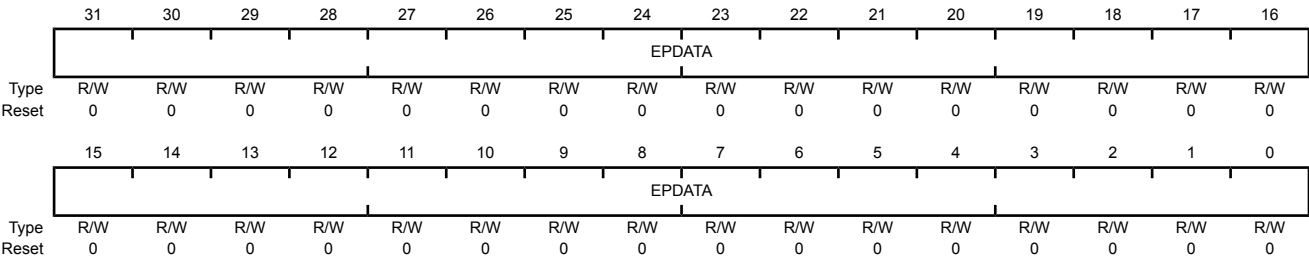 31 30 29 28 27 26 25 24 23 22 21 20 19 18 17 16
EPDATA
Type R/W R/W R/W R/W R/W R/W R/W R/W R/W R/W R/W R/W R/W R/W R/W R/W
Reset 0 0 0 0 0 0 0 0 0 0 0 0 0 0 0 0
15 14 13 12 11 10 9 8 7 6 5 4 3 2 1 0
EPDATA
Type R/W R/W R/W R/W R/W R/W R/W R/W R/W R/W R/W R/W R/W R/W R/W R/W
Reset 0 0 0 0 0 0 0 0 0 0 0 0 0 0 0 0